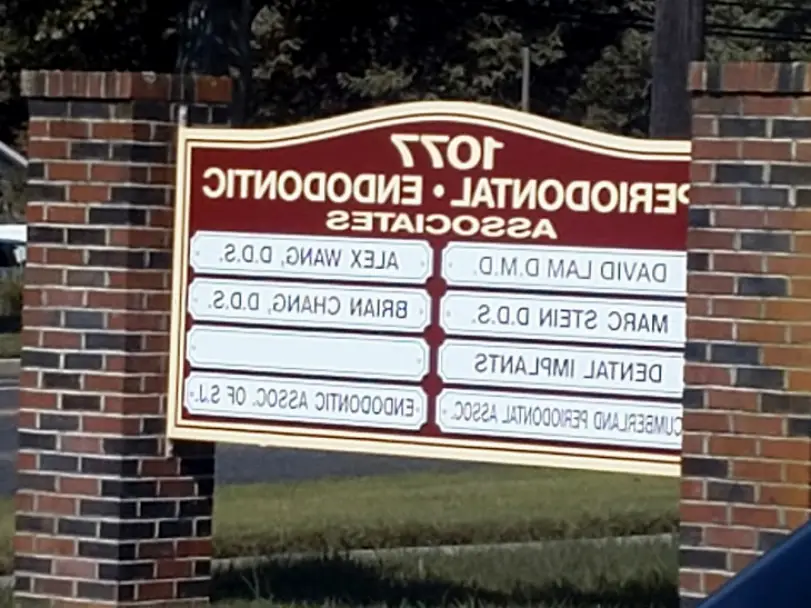 1077
PERIODONTAL • ENDODONTIC
ASSOCIATES
DAVID LAM D.M.D.
ALEX WANG, D.D.S.
MARC STEIN D.D.S.
BRIAN CHANG, D.D.S.
DENTAL IMPLANTS
CUMBERLAND PERIODONTAL ASSOC.
ENDODONTIC ASSOC. OF S.J.